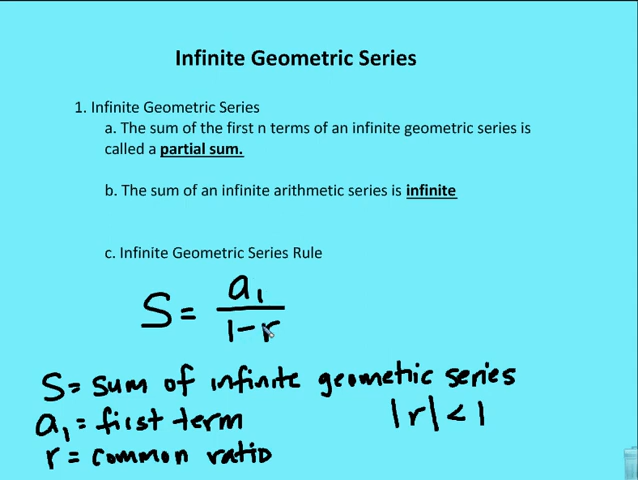 Infinite Geometric Series
1. Infinite Geometric Series
a. The sum of the first n terms of an infinite geometric series is
called a partial sum.
b. The sum of an infinite arithmetic series is infinite
c. Infinite Geometric Series Rule
S = a₁ / (1 - r)
S = sum of infinite geometric series
a₁ = first term |r| < 1
r = common ratio